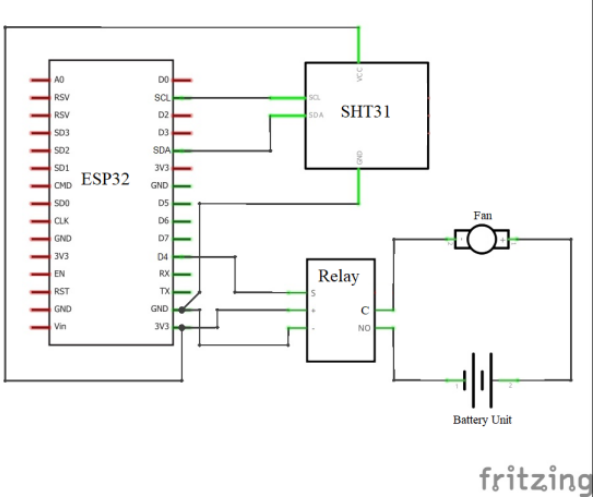 VCC
A0
D0
RSV
SCL
SCL
RSV
D2
SDA
SHT31
SD3
D3
SD2
SDA
GND
SD1
3V3
CMD
ESP32
GND
SD0
D5
CLK
D6
Fan
GND
D7
3V3
D4
EN
RX
Relay
RST
TX
S
GND
GND
+
C
Vin
3V3
-
NO
1
2
Battery Unit
fritzing